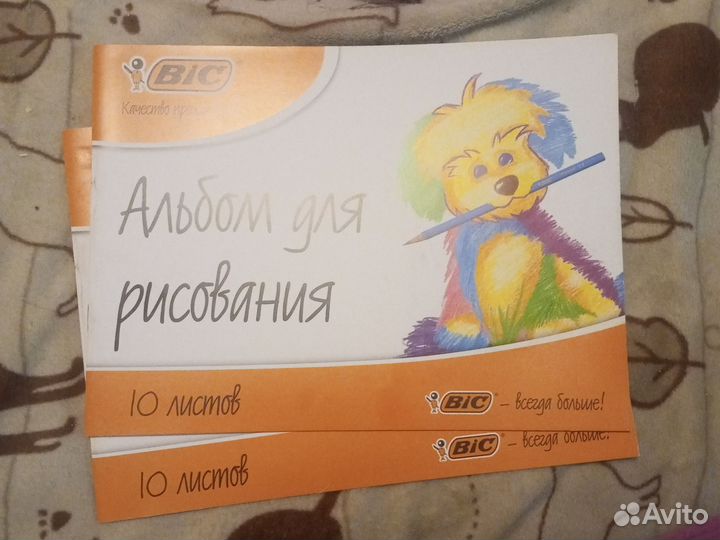 BIC
Качество
Альбом для
рисования
10 листов
BIC – всегда больше!
10 листов
BIC – всегда больше!
Avito